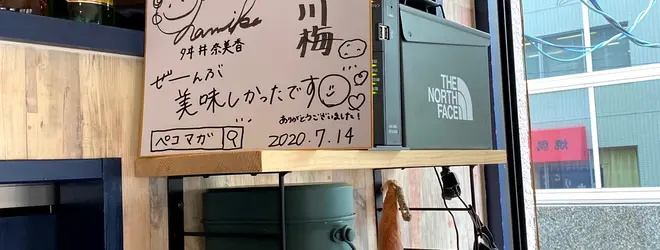 川梅
Namika
坪井奈美香
ぜーんぶ
美味しかったです
ありがとうございました！
ペコマガ
2020.7.14
THE
NORTH
FACE